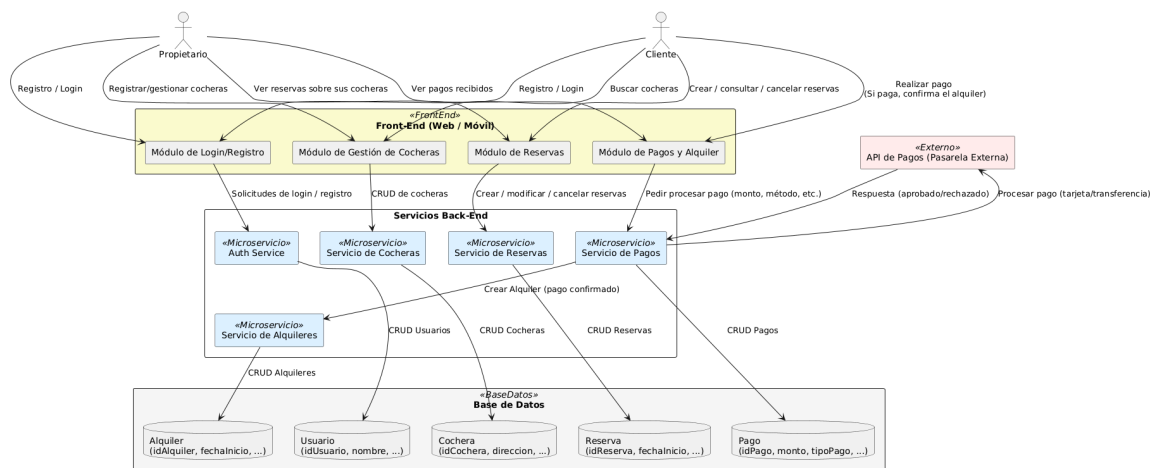 Propietario
Cliente
Registro / Login
Registrar/gestionar cocheras
Ver reservas sobre sus cocheras
Ver pagos recibidos
Registro / Login
Buscar cocheras
Crear / consultar / cancelar reservas
Realizar pago
(Si paga, confirma el alquiler)
«FrontEnd»
Front-End (Web / Móvil)
Módulo de Login/Registro
Módulo de Gestión de Cocheras
Módulo de Reservas
Módulo de Pagos y Alquiler
«Externo»
API de Pagos (Pasarela Externa)
Solicitudes de login / registro
CRUD de cocheras
Crear / modificar / cancelar reservas
Pedir procesar pago (monto, método, etc.)
Respuesta (aprobado/rechazado)
Procesar pago (tarjeta/transferencia)
Servicios Back-End
«Microservicio»
Auth Service
«Microservicio»
Servicio de Cocheras
«Microservicio»
Servicio de Reservas
«Microservicio»
Servicio de Pagos
Crear Alquiler (pago confirmado)
«Microservicio»
Servicio de Alquileres
CRUD Usuarios
CRUD Cocheras
CRUD Reservas
CRUD Pagos
CRUD Alquileres
«BaseDatos»
Base de Datos
Alquiler
(idAlquiler, fechaInicio, ...)
Usuario
(idUsuario, nombre, ...)
Cochera
(idCochera, direccion, ...)
Reserva
(idReserva, fechaInicio, ...)
Pago
(idPago, monto, tipoPago, ...)